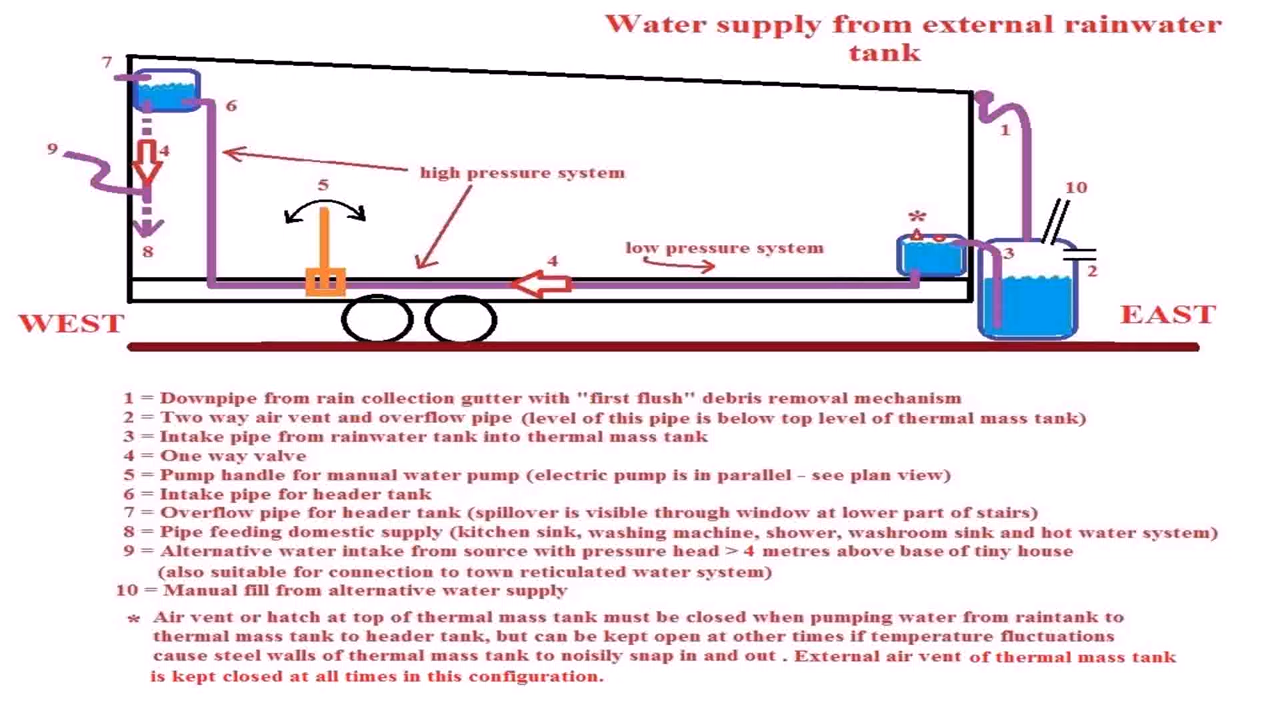 Water supply from external rainwater
tank
7
6
1
9
4
high pressure system
5
10
*
8
4
low pressure system
3
2
WEST
EAST
1 = Downpipe from rain collection gutter with "first flush" debris removal mechanism
2 = Two way air vent and overflow pipe (level of this pipe is below top level of thermal mass tank)
3 = Intake pipe from rainwater tank into thermal mass tank
4 = One way valve
5 = Pump handle for manual water pump (electric pump is in parallel - see plan view)
6 = Intake pipe for header tank
7 = Overflow pipe for header tank (spillover is visible through window at lower part of stairs)
8 = Pipe feeding domestic supply (kitchen sink, washing machine, shower, washroom sink and hot water system)
9 = Alternative water intake from source with pressure head > 4 metres above base of tiny house
(also suitable for connection to town reticulated water system)
10 = Manual fill from alternative water supply
* Air vent or hatch at top of thermal mass tank must be closed when pumping water from raintank to
thermal mass tank to header tank, but can be kept open at other times if temperature fluctuations
cause steel walls of thermal mass tank to noisily snap in and out . External air vent of thermal mass tank
is kept closed at all times in this configuration.